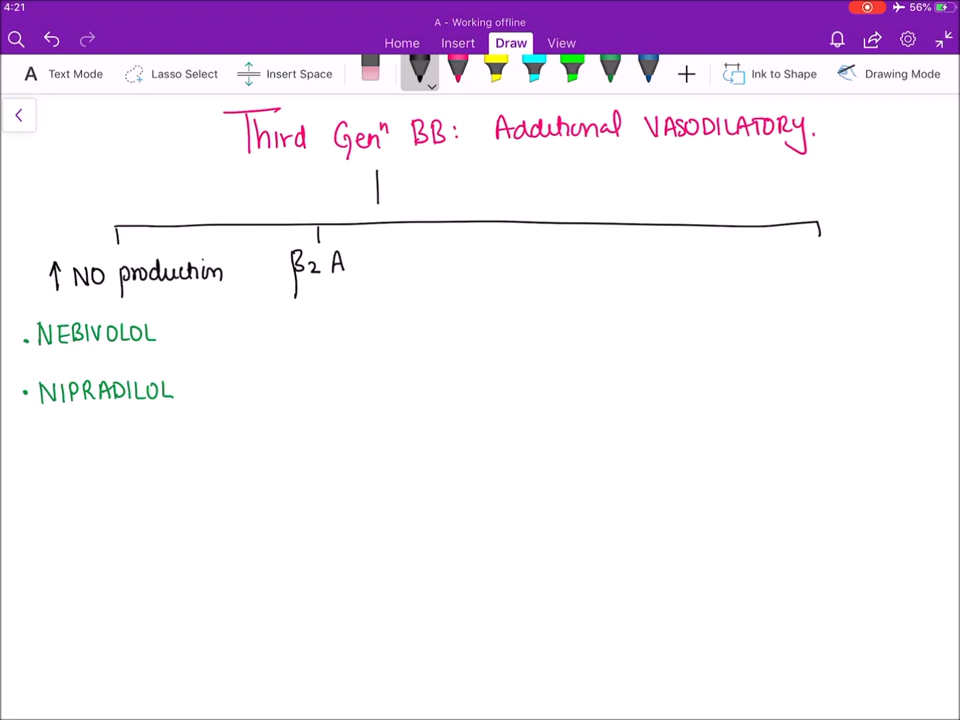 4:21
56%
A - Working offline
Home Insert Draw View
A Text Mode Lasso Select Insert Space Ink to Shape Drawing Mode
Third Genⁿ BB: Additional VASODILATORY.
↑ NO production β2 A
. NEBIVOLOL
· NIPRADILOL